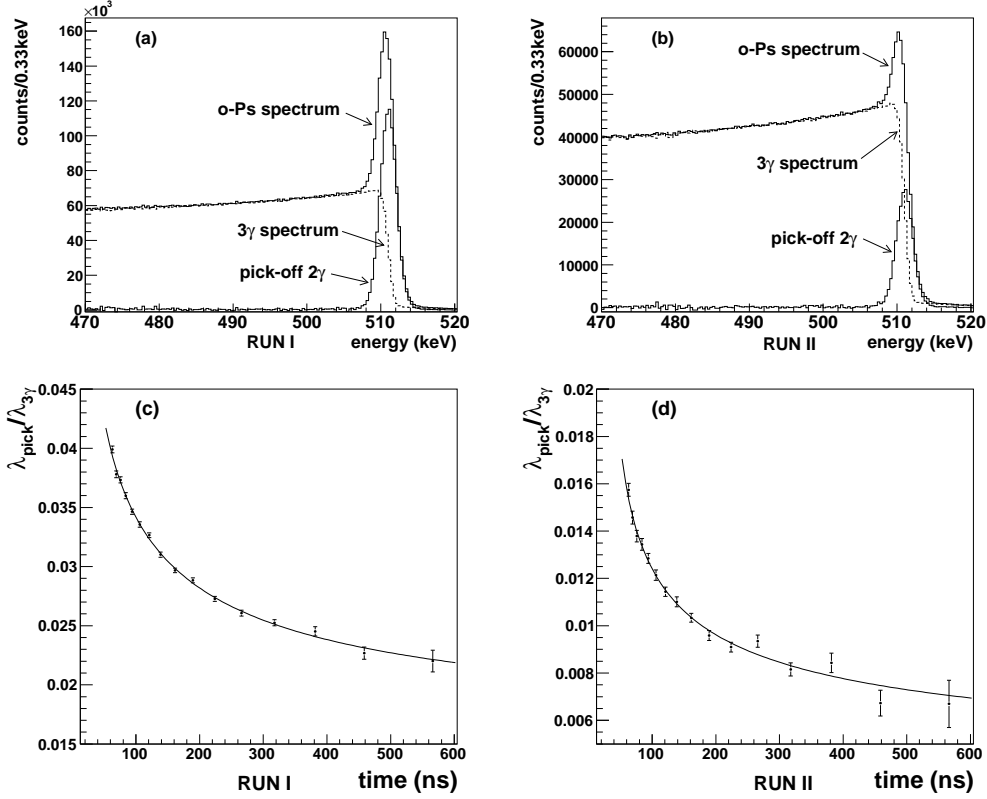 ×10³
(a)
counts/0.33keV
160
140
120
100
80
60
40
20
0
o-Ps spectrum
3γ spectrum
pick-off 2γ
470 480 490 500 510 520
RUN I energy (keV)
(b)
counts/0.33keV
60000
50000
40000
30000
20000
10000
0
o-Ps spectrum
3γ spectrum
pick-off 2γ
470 480 490 500 510 520
RUN II energy (keV)
(c)
λpick/λ3γ
0.045
0.04
0.035
0.03
0.025
0.02
0.015
100 200 300 400 500 600
RUN I time (ns)
(d)
λpick/λ3γ
0.02
0.018
0.016
0.014
0.012
0.01
0.008
0.006
100 200 300 400 500 600
RUN II time (ns)